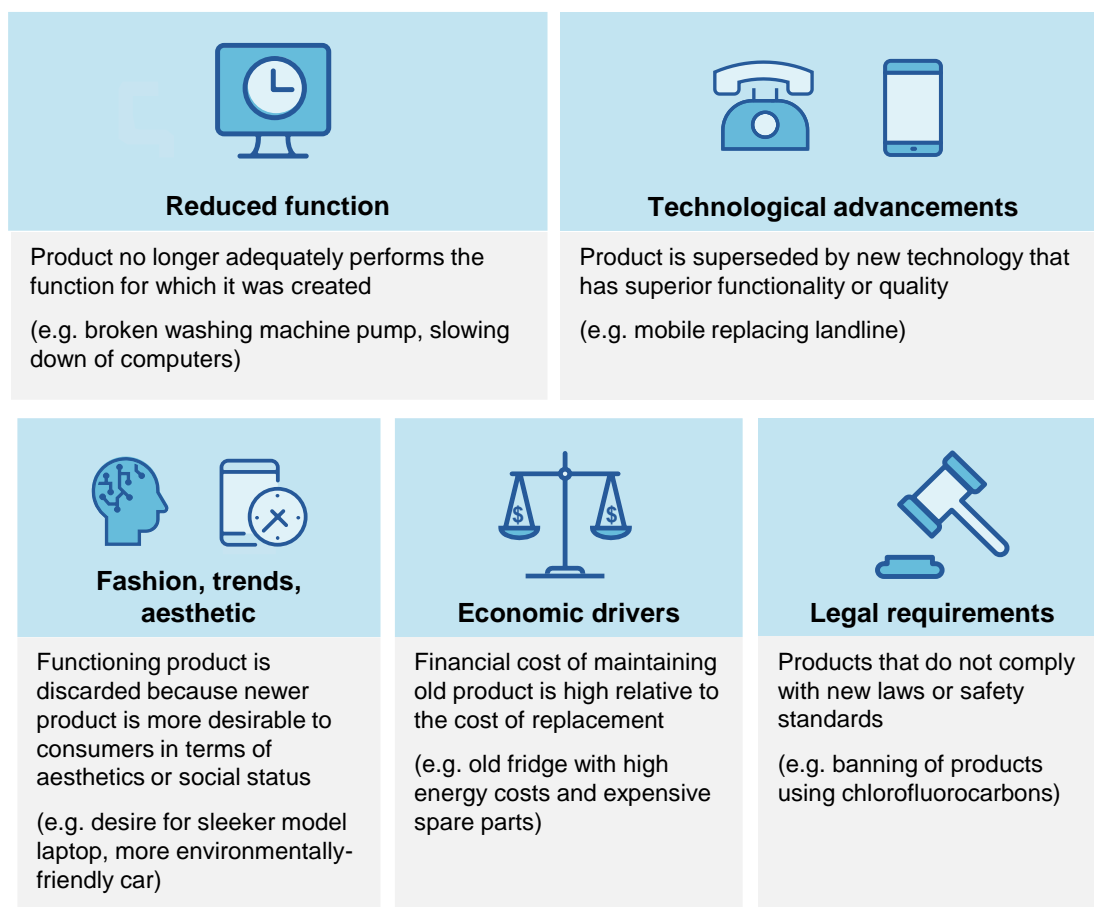 Reduced function
Product no longer adequately performs the
function for which it was created
(e.g. broken washing machine pump, slowing
down of computers)
Technological advancements
Product is superseded by new technology that
has superior functionality or quality
(e.g. mobile replacing landline)
Fashion, trends,
aesthetic
Functioning product is
discarded because newer
product is more desirable to
consumers in terms of
aesthetics or social status
(e.g. desire for sleeker model
laptop, more environmentally-
friendly car)
$ $
Economic drivers
Financial cost of maintaining
old product is high relative to
the cost of replacement
(e.g. old fridge with high
energy costs and expensive
spare parts)
Legal requirements
Products that do not comply
with new laws or safety
standards
(e.g. banning of products
using chlorofluorocarbons)